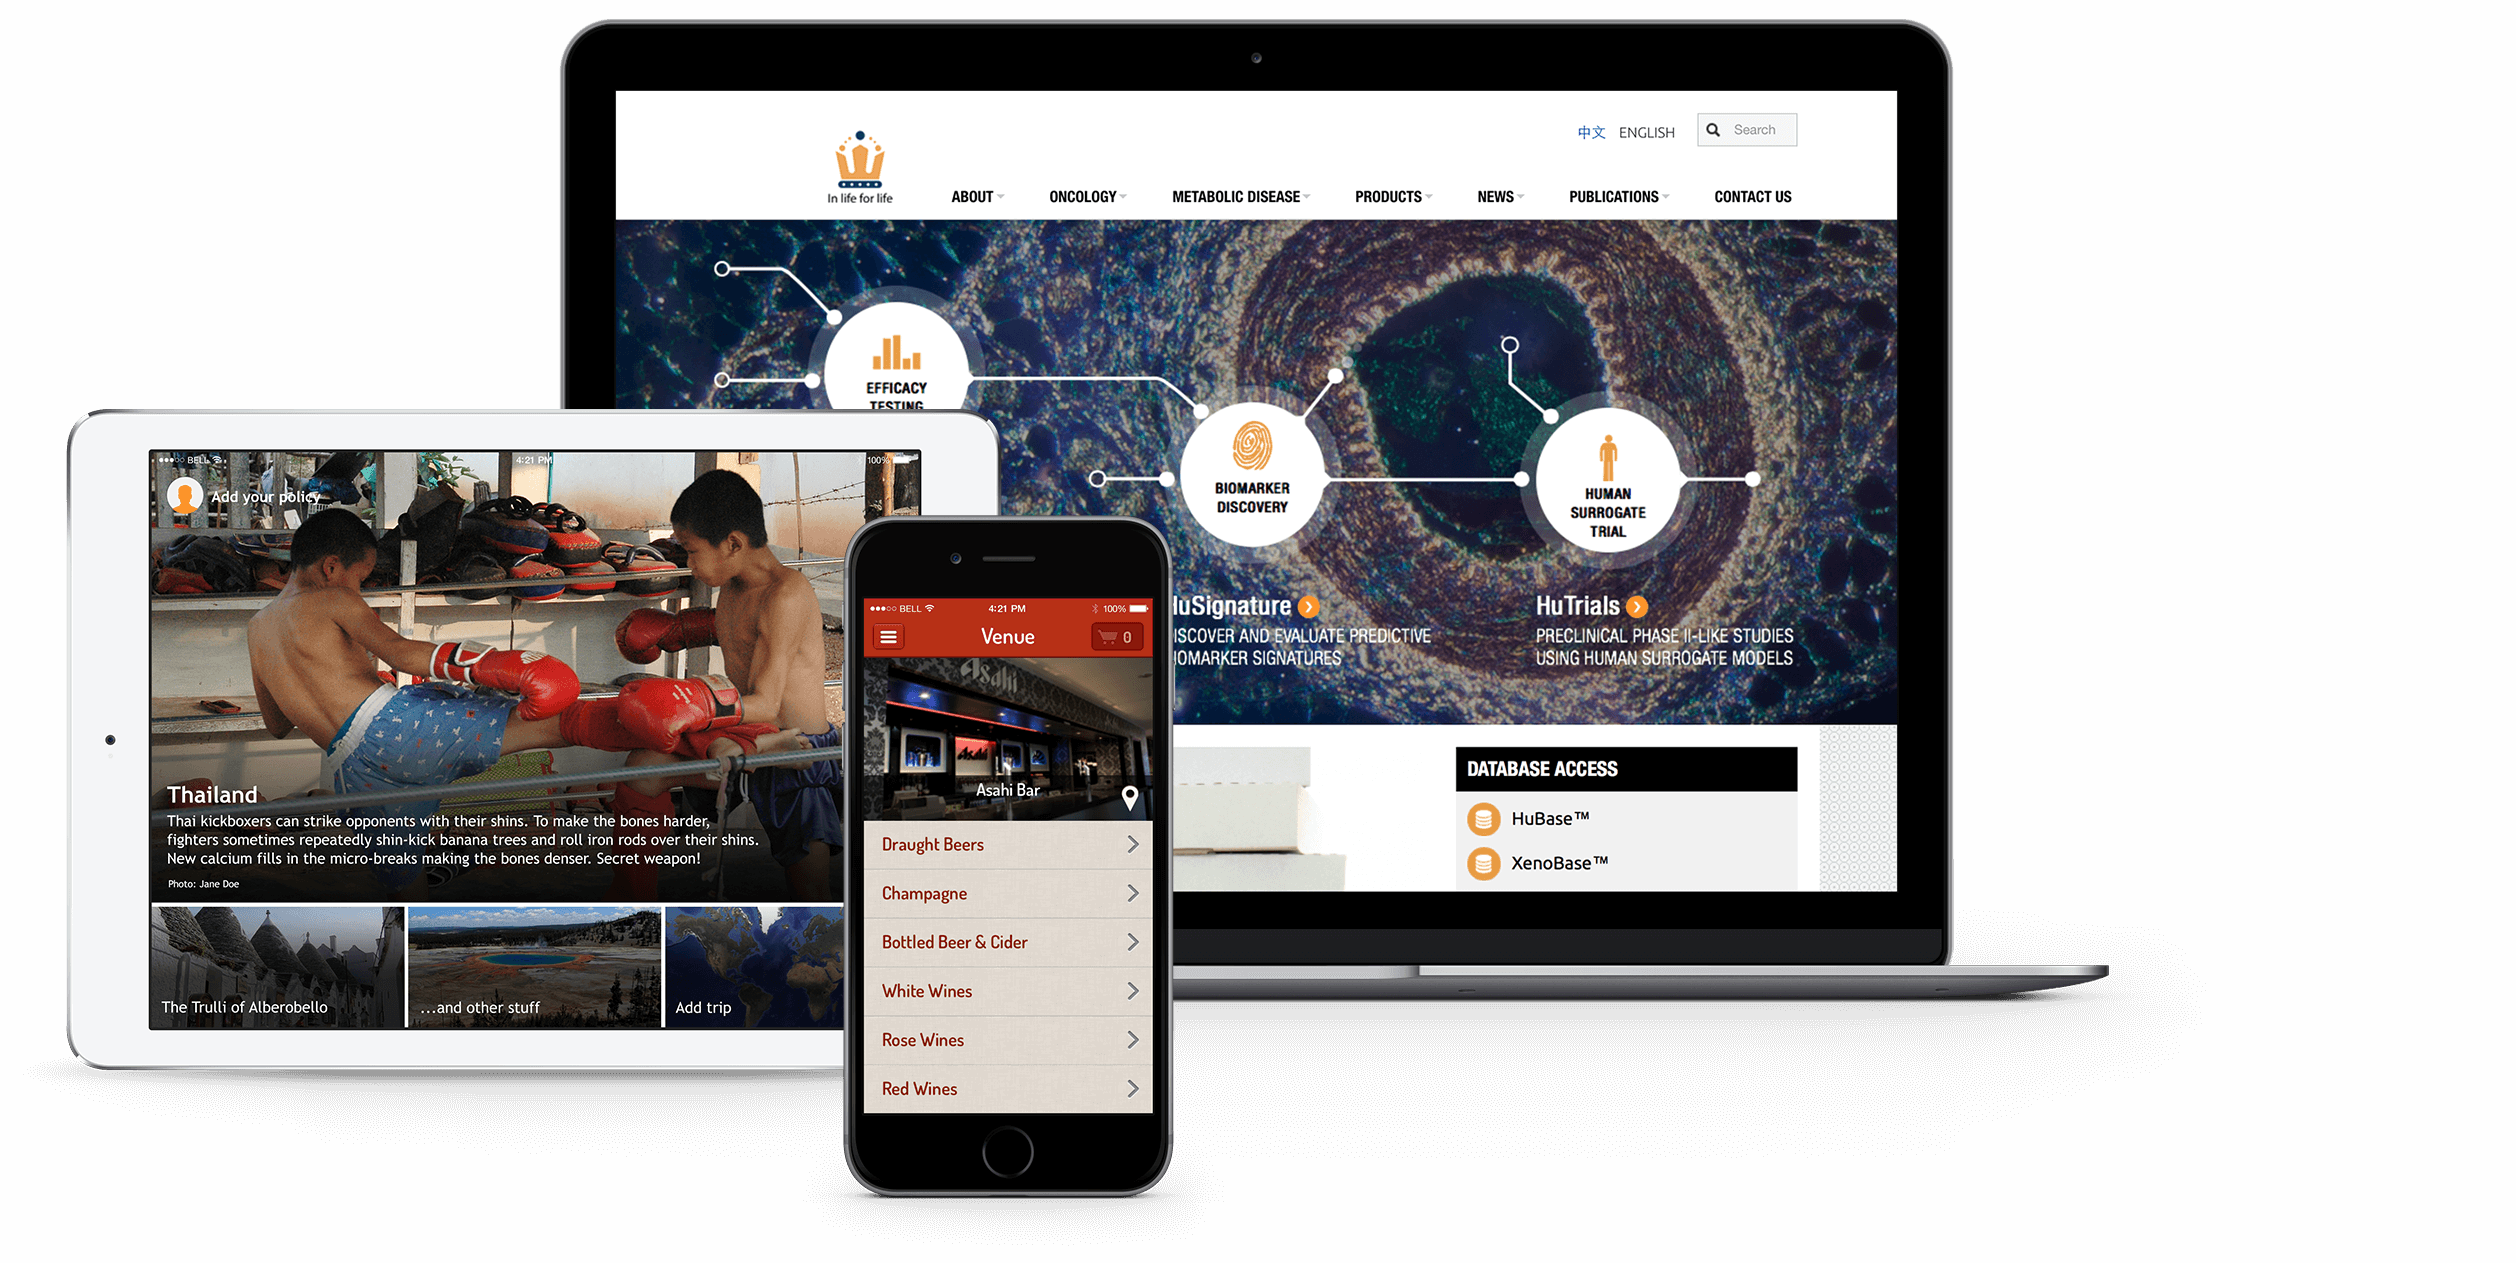 中文 ENGLISH Search
In life for life
ABOUT ONCOLOGY METABOLIC DISEASE PRODUCTS NEWS PUBLICATIONS CONTACT US
EFFICACY
TESTING
BIOMARKER
DISCOVERY
HUMAN
SURROGATE
TRIAL
uSignature
ISCOVER AND EVALUATE PREDICTIVE
IOMARKER SIGNATURES
HuTrials
PRECLINICAL PHASE II-LIKE STUDIES
USING HUMAN SURROGATE MODELS
DATABASE ACCESS
HuBase™
XenoBase™
BELL 4:21 PM 100%
Add your policy
Thailand
Thai kickboxers can strike opponents with their shins. To make the bones harder,
fighters sometimes repeatedly shin-kick banana trees and roll iron rods over their shins.
New calcium fills in the micro-breaks making the bones denser. Secret weapon!
Photo: Jane Doe
The Trulli of Alberobello
...and other stuff
Add trip
BELL 4:21 PM 100%
Venue 0
Asahi
Asahi
Asahi Bar
Draught Beers
Champagne
Bottled Beer & Cider
White Wines
Rose Wines
Red Wines